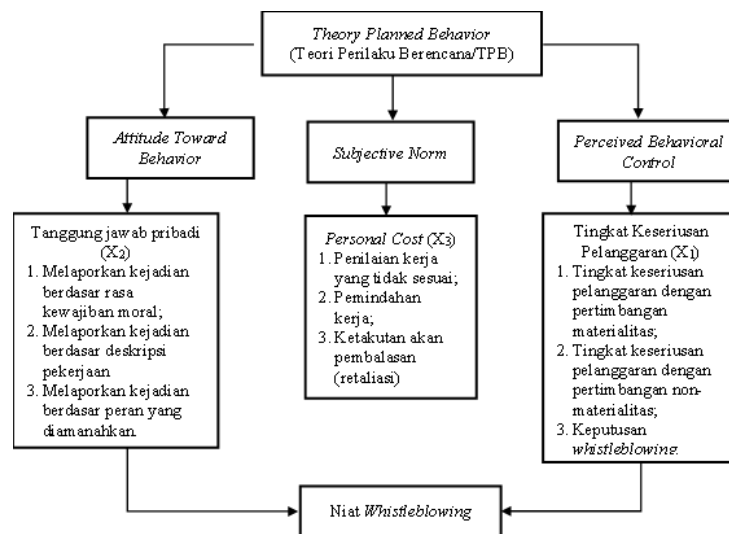 Theory Planned Behavior
(Teori Perilaku Berencana/TPB)
Attitude Toward
Behavior
Subjective Norm
Perceived Behavioral
Control
Tanggung jawab pribadi
(X2)
1. Melaporkan kejadian
berdasar rasa
kewajiban moral;
2. Melaporkan kejadian
berdasar deskripsi
pekerjaan
3. Melaporkan kejadian
berdasar peran yang
diamanahkan.
Personal Cost (X3)
1. Penilaian kerja
yang tidak sesuai;
2. Pemindahan
kerja;
3. Ketakutan akan
pembalasan
(retaliasi)
Tingkat Keseriusan
Pelanggaran (X1)
1. Tingkat keseriusan
pelanggaran dengan
pertimbangan
materialitas;
2. Tingkat keseriusan
pelanggaran dengan
pertimbangan non-
materialitas;
3. Keputusan
whistleblowing.
Niat Whistleblowing